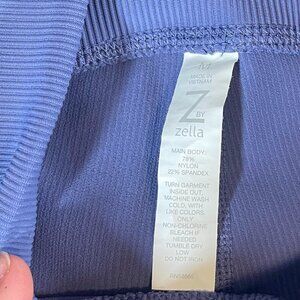 MADE IN
VIETNAM
Z
BY
zella
MAIN BODY:
78%
NYLON
22% SPANDEX
TURN GARMENT
INSIDE OUT,
MACHINE WASH
COLD, WITH
LIKE COLORS.
ONLY
NON-CHLORINE
BLEACH IF
NEEDED
TUMBLE DRY
LOW
DO NOT IRON